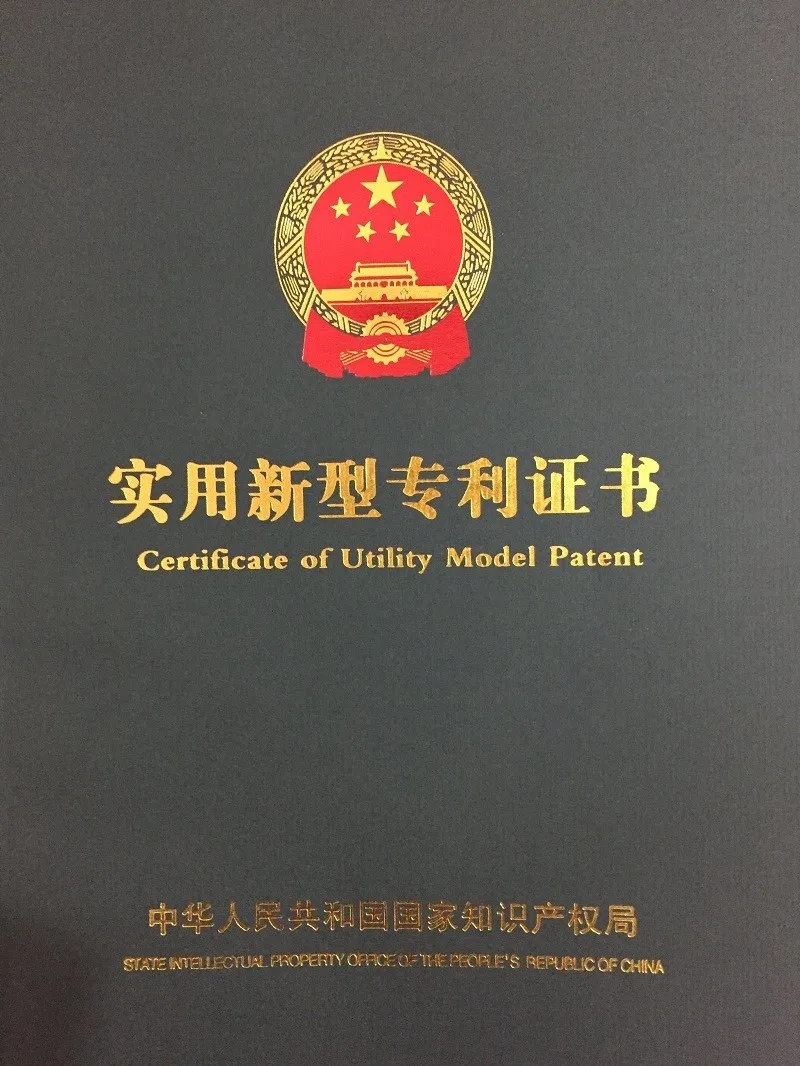 实用新型专利证书
Certificate of Utility Model Patent
中华人民共和国国家知识产权局
STATE INTELLECTUAL PROPERTY OFFICE OF THE PEOPLE'S REPUBLIC OF CHINA